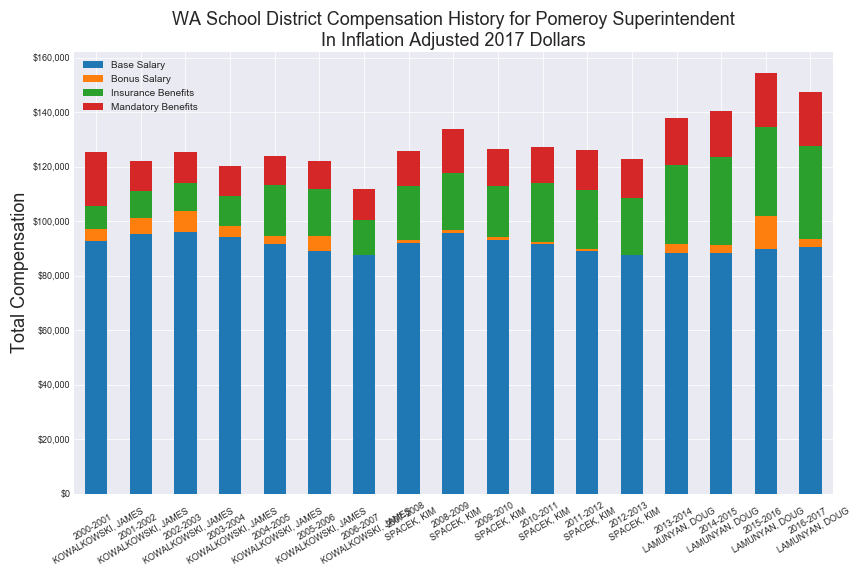 WA School District Compensation History for Pomeroy Superintendent
In Inflation Adjusted 2017 Dollars
Base Salary
Bonus Salary
Insurance Benefits
Mandatory Benefits
Total Compensation
$160,000
$140,000
$120,000
$100,000
$80,000
$60,000
$40,000
$20,000
$0
2000-2001
KOWALKOWSKI, JAMES
2001-2002
KOWALKOWSKI, JAMES
2002-2003
KOWALKOWSKI, JAMES
2003-2004
KOWALKOWSKI, JAMES
2004-2005
KOWALKOWSKI, JAMES
2005-2006
KOWALKOWSKI, JAMES
2006-2007
KOWALKOWSKI, JAMES
2007-2008
SPACEK, KIM
2008-2009
SPACEK, KIM
2009-2010
SPACEK, KIM
2010-2011
SPACEK, KIM
2011-2012
SPACEK, KIM
2012-2013
SPACEK, KIM
2013-2014
LAMUNYAN, DOUG
2014-2015
LAMUNYAN, DOUG
2015-2016
LAMUNYAN, DOUG
2016-2017
LAMUNYAN, DOUG